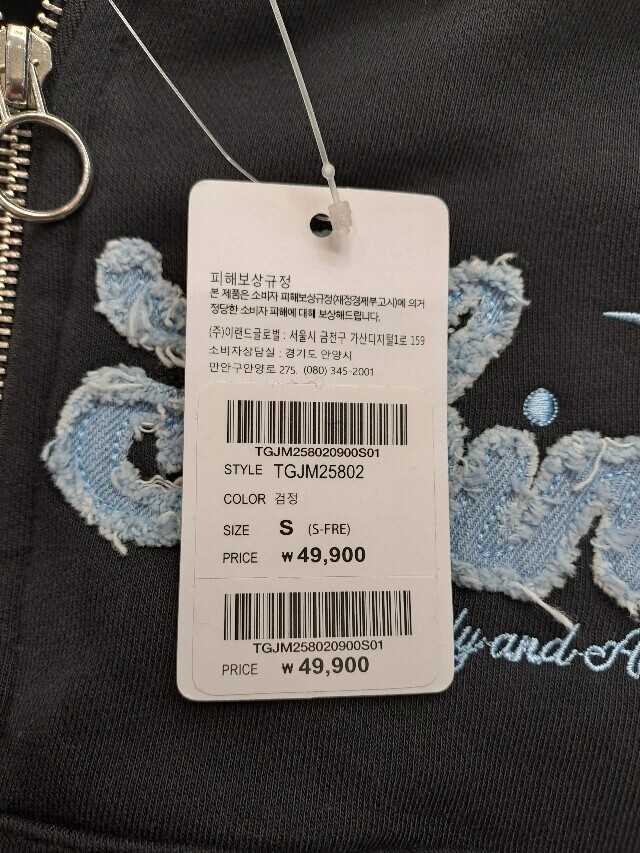 피해보상규정
본 제품은 소비자 피해보상규정(재정경제부고시)에 의거
정당한 소비자 피해에 대해 보상해드립니다.
(주)이랜드글로벌 : 서울시 금천구 가산디지털1로 159
소비자상담실 : 경기도 안양시
만안구안양로 275. (080) 345-2001
TGJM258020900S01
STYLE TGJM25802
COLOR 검정
SIZE S (S-FRE)
PRICE ₩ 49,900
TGJM258020900S01
PRICE ₩ 49,900
and